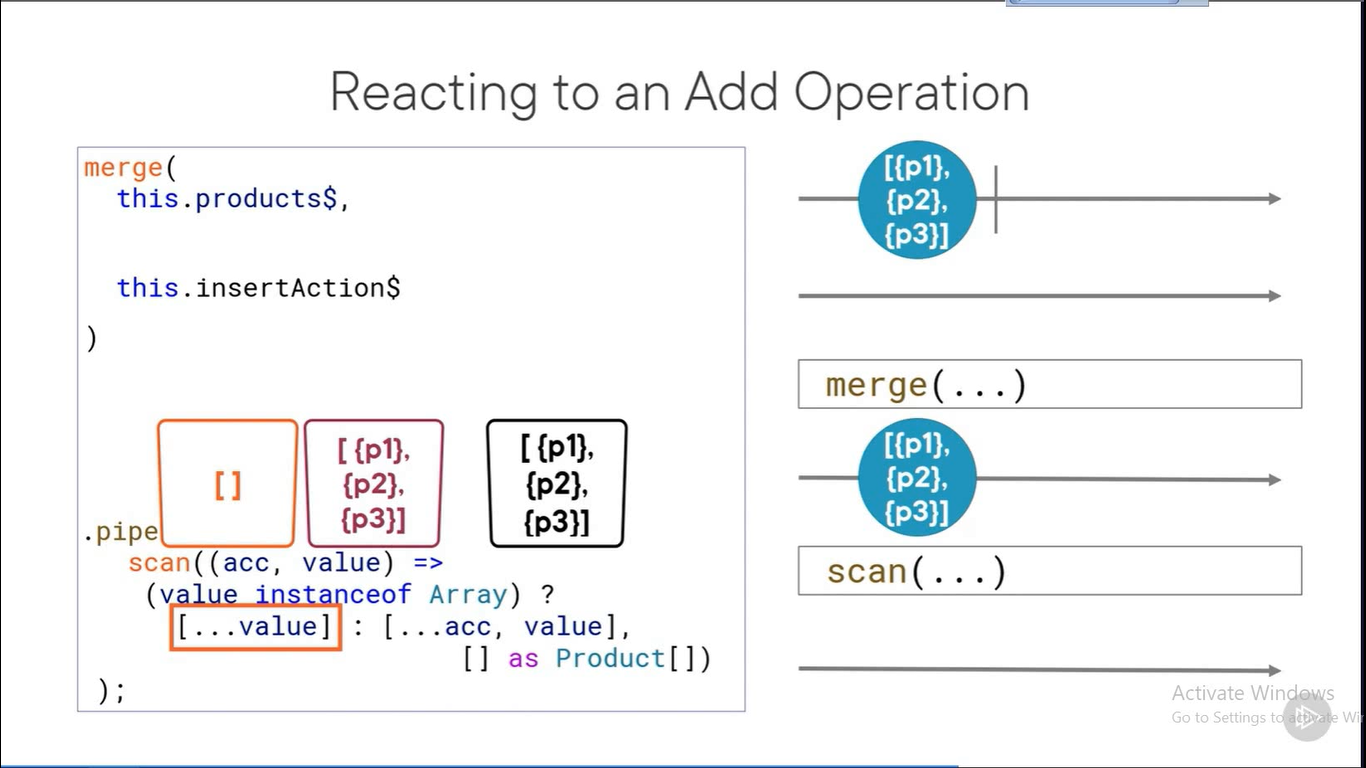 Reacting to an Add Operation
merge(
this.products$,
this.insertAction$
)
[]
[ {p1},
{p2},
{p3}]
[ {p1},
{p2},
{p3}]
.pipe
scan((acc, value) =>
(value instanceof Array) ?
[...value] : [...acc, value],
[] as Product[])
);
[{p1},
{p2},
{p3}]
merge(...)
[{p1},
{p2},
{p3}]
scan(...)
Activate Windows
Go to Settings to activate Wi